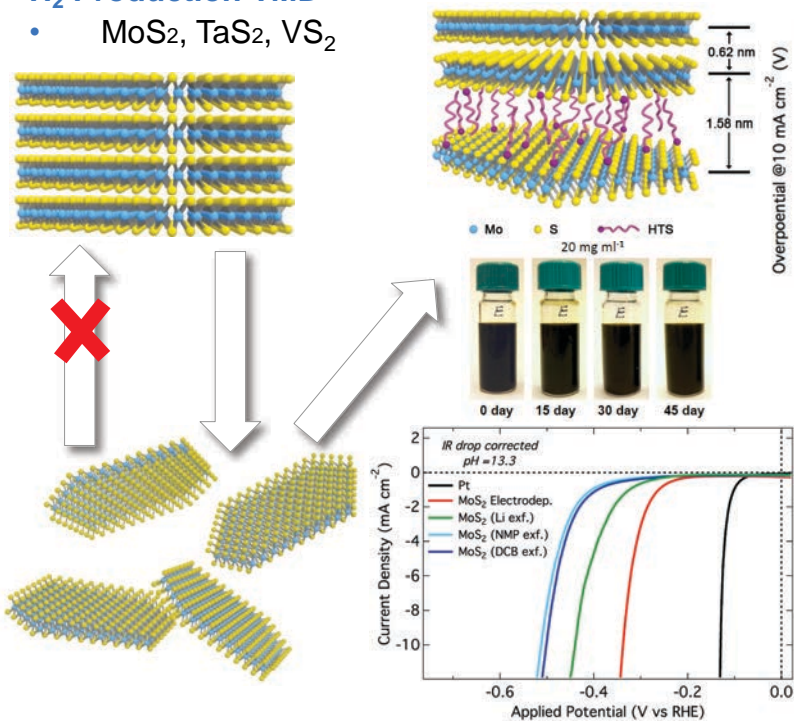 MoS2, TaS2, VS2
0.62 nm
1.58 nm
Overpoential @10 mA cm-2 (V)
Mo S HTS
20 mg ml-1
E E E E
0 day 15 day 30 day 45 day
IR drop corrected
pH =13.3
Pt
MoS2 Electrodep.
MoS2 (Li exf.)
MoS2 (NMP exf.)
MoS2 (DCB exf.)
Current Density (mA cm-2)
2
0
-2
-4
-6
-8
-10
-0.6 -0.4 -0.2 0.0
Applied Potential (V vs RHE)